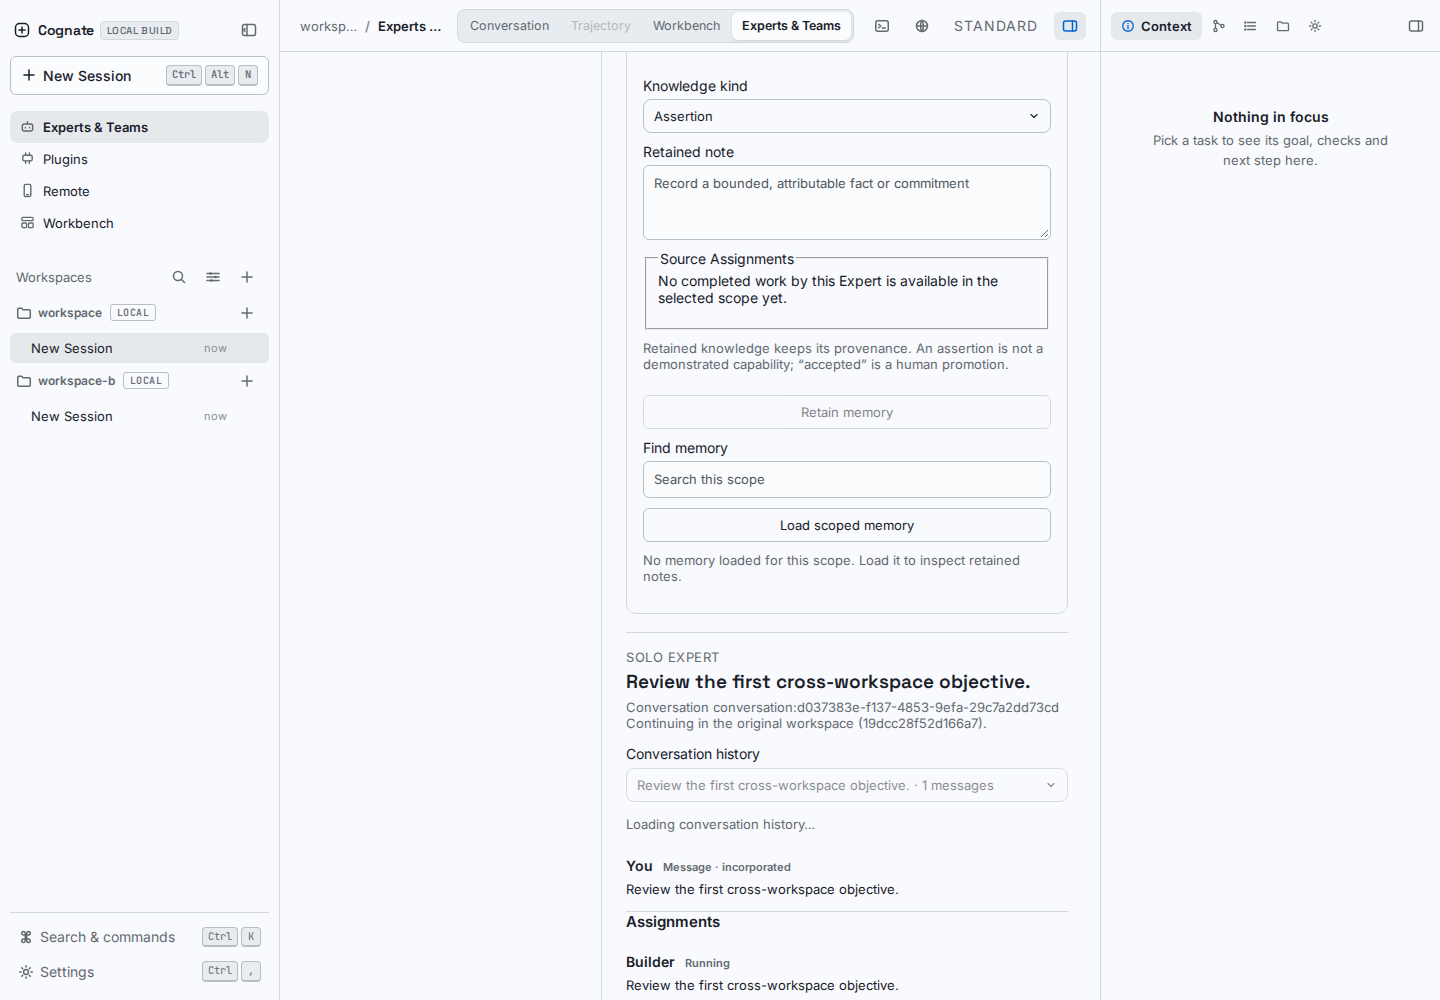 Cognate LOCAL BUILD
New Session Ctrl Alt N
Experts & Teams
Plugins
Remote
Workbench
Workspaces
workspace LOCAL
New Session now
workspace-b LOCAL
New Session now
Search & commands Ctrl K
Settings Ctrl ,
worksp... / Experts ...
Conversation Trajectory Workbench Experts & Teams
STANDARD
Knowledge kind
Assertion
Retained note
Record a bounded, attributable fact or commitment
Source Assignments
No completed work by this Expert is available in the
selected scope yet.
Retained knowledge keeps its provenance. An assertion is not a
demonstrated capability; “accepted” is a human promotion.
Retain memory
Find memory
Search this scope
Load scoped memory
No memory loaded for this scope. Load it to inspect retained
notes.
SOLO EXPERT
Review the first cross-workspace objective.
Conversation conversation:d037383e-f137-4853-9efa-29c7a2dd73cd
Continuing in the original workspace (19dcc28f52d166a7).
Conversation history
Review the first cross-workspace objective. · 1 messages
Loading conversation history...
You Message · incorporated
Review the first cross-workspace objective.
Assignments
Builder Running
Review the first cross-workspace objective.
Context
Nothing in focus
Pick a task to see its goal, checks and
next step here.